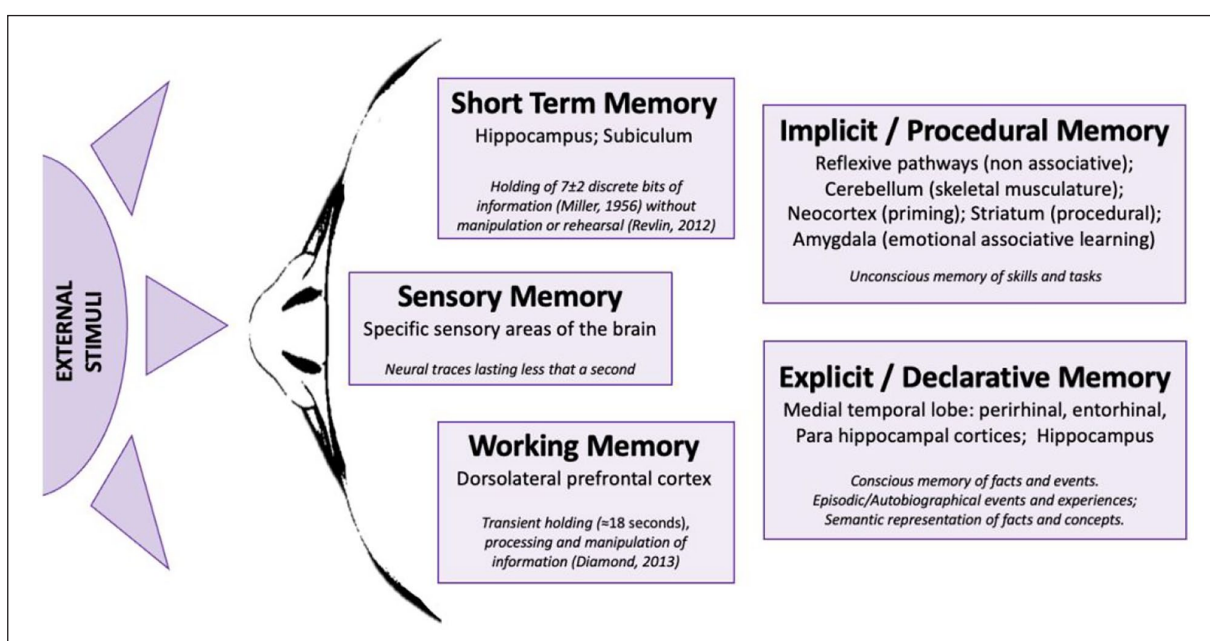 EXTERNAL
STIMULI
Short Term Memory
Hippocampus; Subiculum
Holding of 7±2 discrete bits of
information (Miller, 1956) without
manipulation or rehearsal (Revlin, 2012)
Sensory Memory
Specific sensory areas of the brain
Neural traces lasting less that a second
Working Memory
Dorsolateral prefrontal cortex
Transient holding (≈18 seconds),
processing and manipulation of
information (Diamond, 2013)
Implicit / Procedural Memory
Reflexive pathways (non associative);
Cerebellum (skeletal musculature);
Neocortex (priming); Striatum (procedural);
Amygdala (emotional associative learning)
Unconscious memory of skills and tasks
Explicit / Declarative Memory
Medial temporal lobe: perirhinal, entorhinal,
Para hippocampal cortices;  Hippocampus
Conscious memory of facts and events.
Episodic/Autobiographical events and experiences;
Semantic representation of facts and concepts.